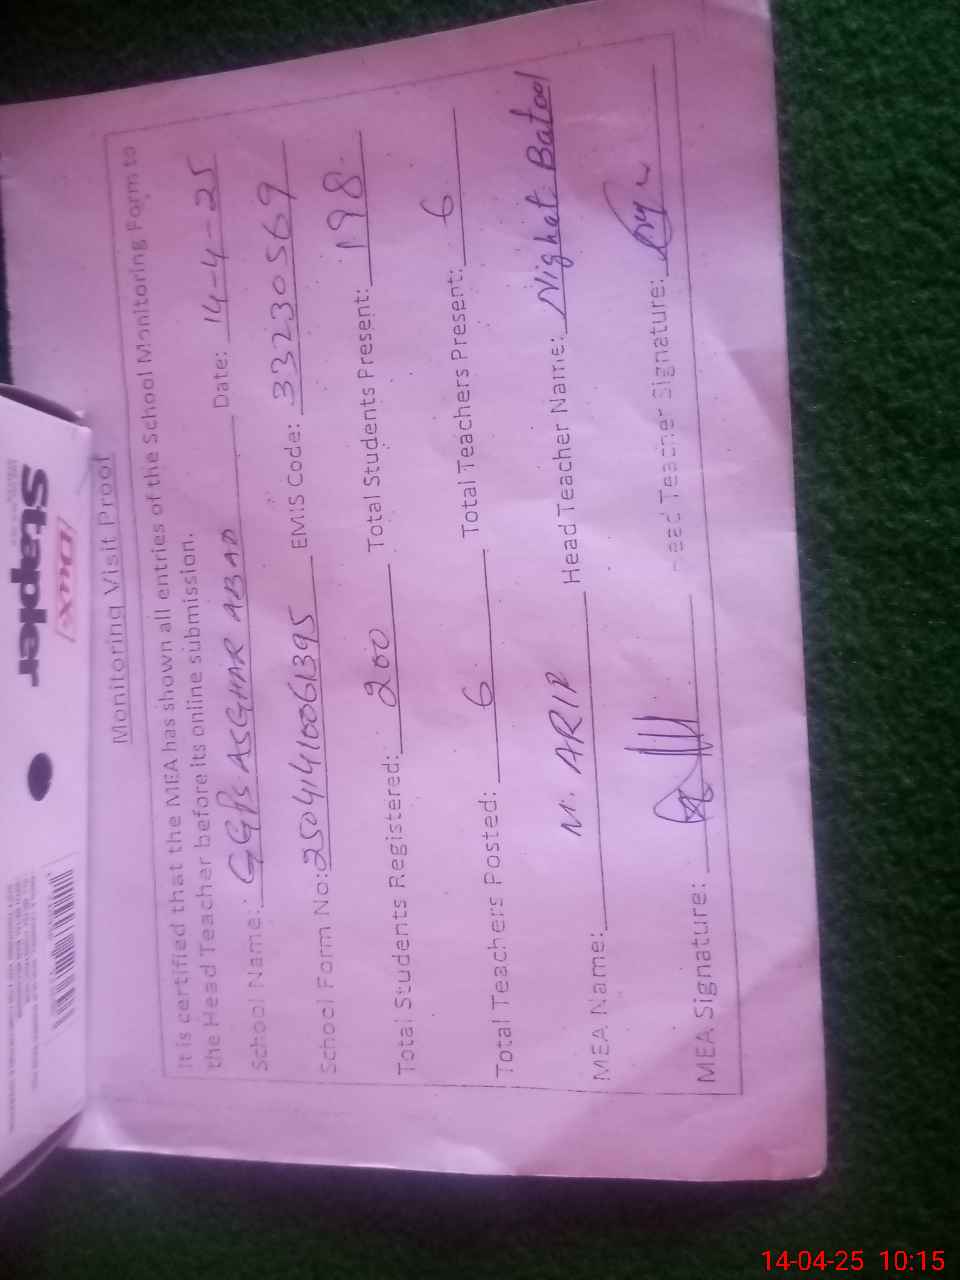 Monitoring Visit Proof
It is certified that the MEA has shown all entries of the School Monitoring Form to
the Head Teacher before its online submission.
School Name: GGPS ASGHAR ABAD Date: 14-4-25
School Form No: 25041410061395 EMIS Code: 33230569
Total Students Registered: 200 Total Students Present: 198
Total Teachers Posted: 6 Total Teachers Present: 6
MEA Name: M. ARIF Head Teacher Name: Nighat Batool
MEA Signature: Head Teacher Signature:
Dux
Stapler
14-04-25 10:15